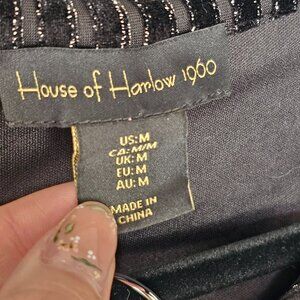 House of Harlow 1960
US:M
CA:M/M
UK:M
EU:M
AU:M
MADE IN
CHINA